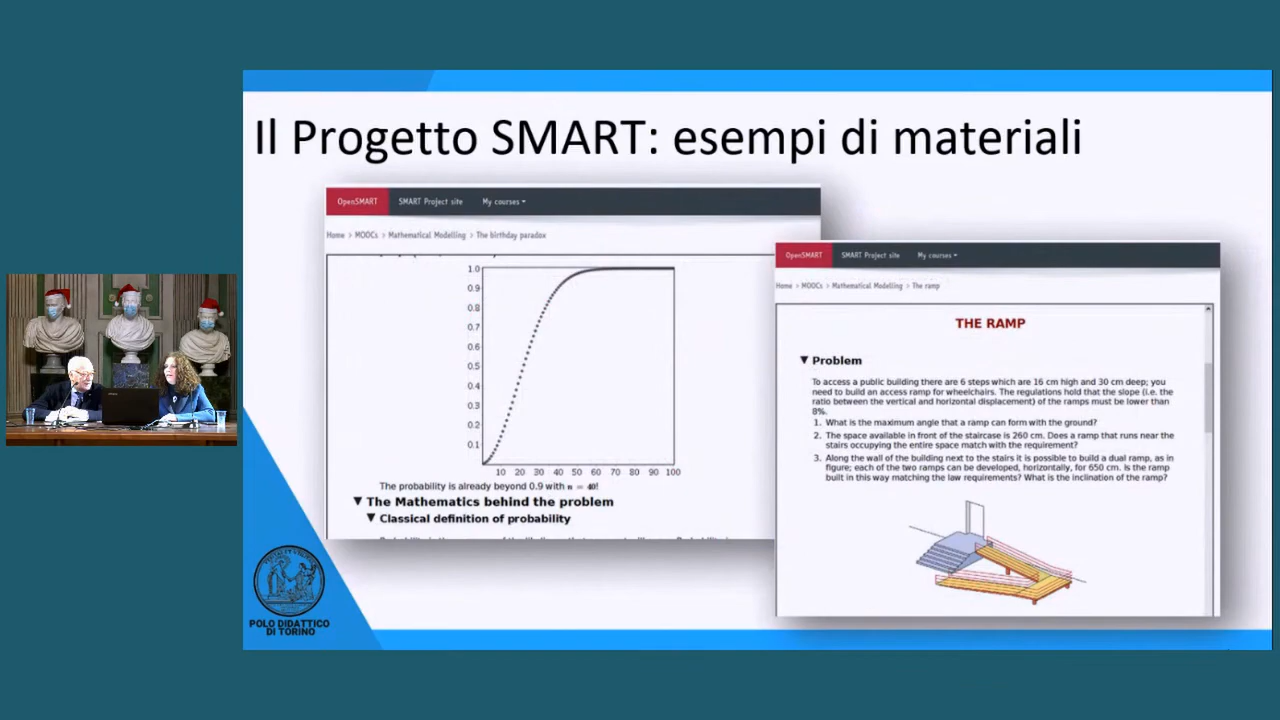 Il Progetto SMART: esempi di materiali
OpenSMART SMART Project site My courses
Home > MOOCs > Mathematical Modelling > The birthday paradox
1.0
0.9
0.8
0.7
0.6
0.5
0.4
0.3
0.2
0.1
10 20 30 40 50 60 70 80 90 100
The probability is already beyond 0.9 with n = 40!
The Mathematics behind the problem
Classical definition of probability
OpenSMART SMART Project site My courses
Home > MOOCs > Mathematical Modelling > The ramp
THE RAMP
Problem
To access a public building there are 6 steps which are 16 cm high and 30 cm deep; you
need to build an access ramp for wheelchairs. The regulations hold that the slope (i.e. the
ratio between the vertical and horizontal displacement) of the ramps must be lower than
8%.
1. What is the maximum angle that a ramp can form with the ground?
2. The space available in front of the staircase is 260 cm. Does a ramp that runs near the
stairs occupying the entire space match with the requirement?
3. Along the wall of the building next to the stairs it is possible to build a dual ramp, as in
figure; each of the two ramps can be developed, horizontally, for 650 cm. Is the ramp
built in this way matching the law requirements? What is the inclination of the ramp?
POLO DIDATTICO
DI TORINO